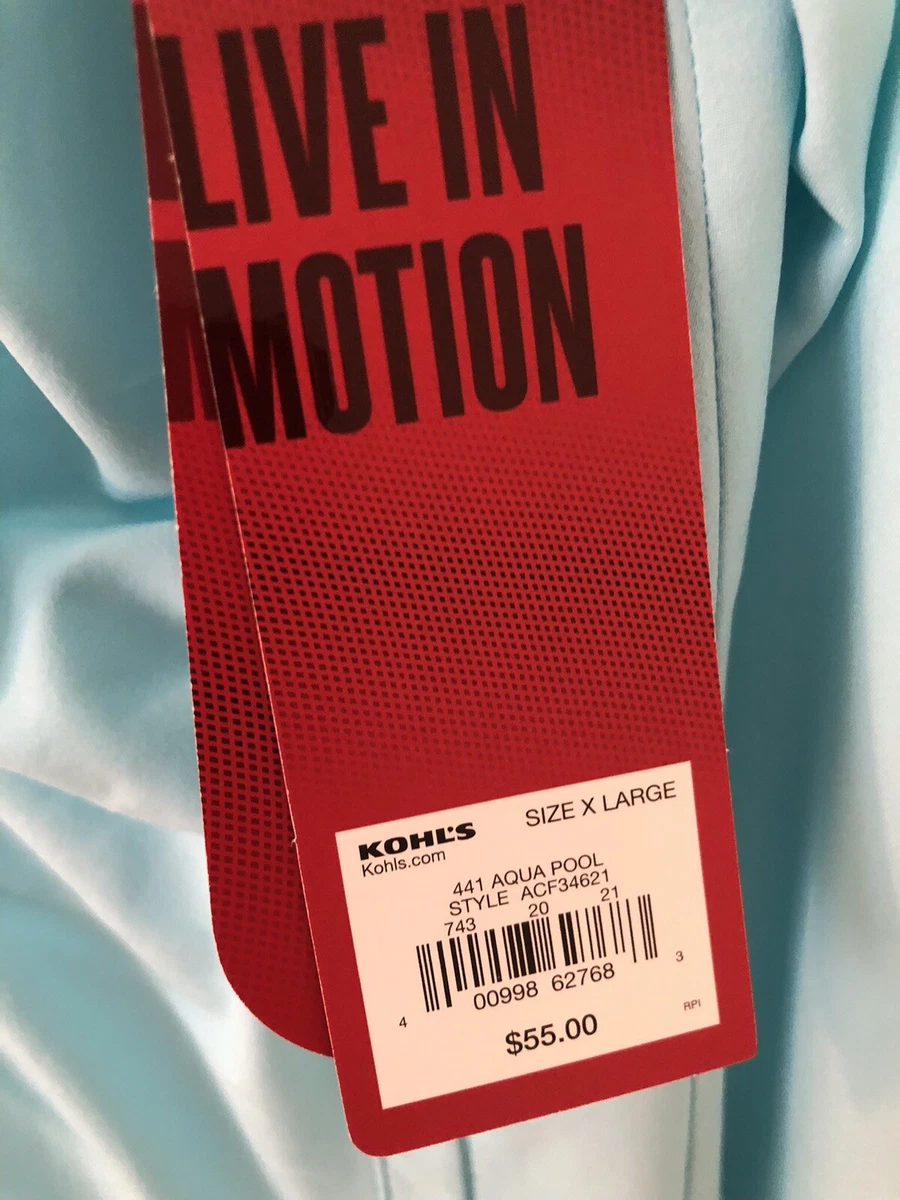 LIVE IN
MOTION
KOHL'S
SIZE X LARGE
Kohls.com
441 AQUA POOL
STYLE ACF34621
743 20 21
4 00998 62768 3
RPI
$55.00